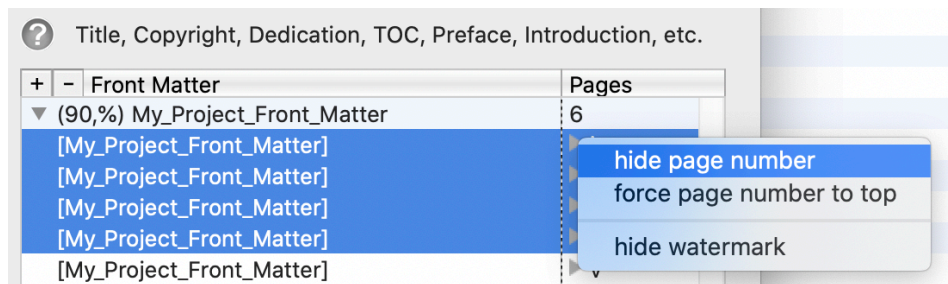 ? Title, Copyright, Dedication, TOC, Preface, Introduction, etc.
+ - Front Matter Pages
(90,%) My_Project_Front_Matter 6
[My_Project_Front_Matter]
hide page number
[My_Project_Front_Matter]
force page number to top
[My_Project_Front_Matter]
[My_Project_Front_Matter]
hide watermark
[My_Project_Front_Matter]